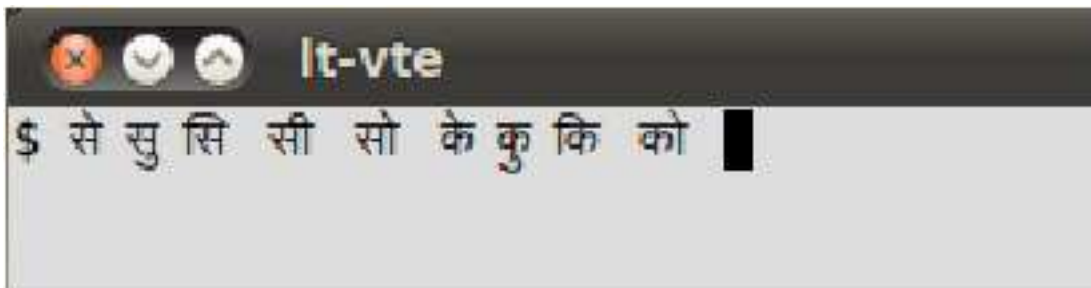 lt-vte
$ से सु सि सी सो के कु कि को